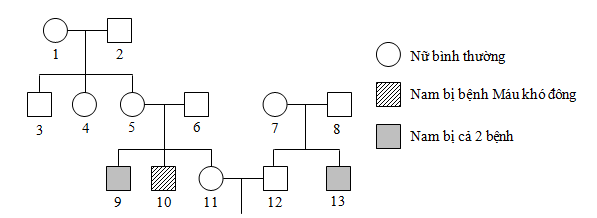 1 2
Nữ bình thường
3 4 5 6 7 8
Nam bị bệnh Máu khó đông
Nam bị cả 2 bệnh
9 10 11 12 13